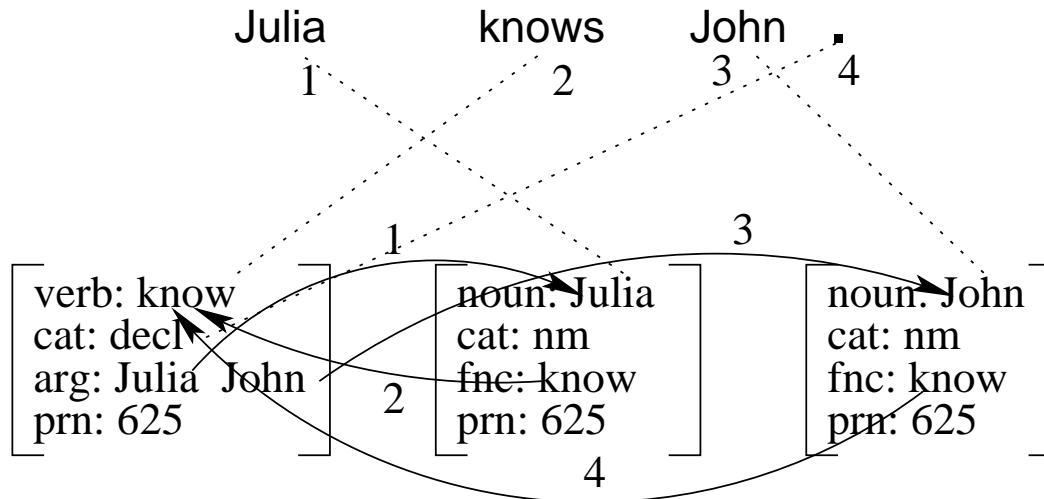 Julia knows John .
1 2 3 4
1 3
verb: know noun: Julia noun: John
cat: decl cat: nm cat: nm
arg: Julia John fnc: know fnc: know
2
prn: 625 prn: 625 prn: 625
4